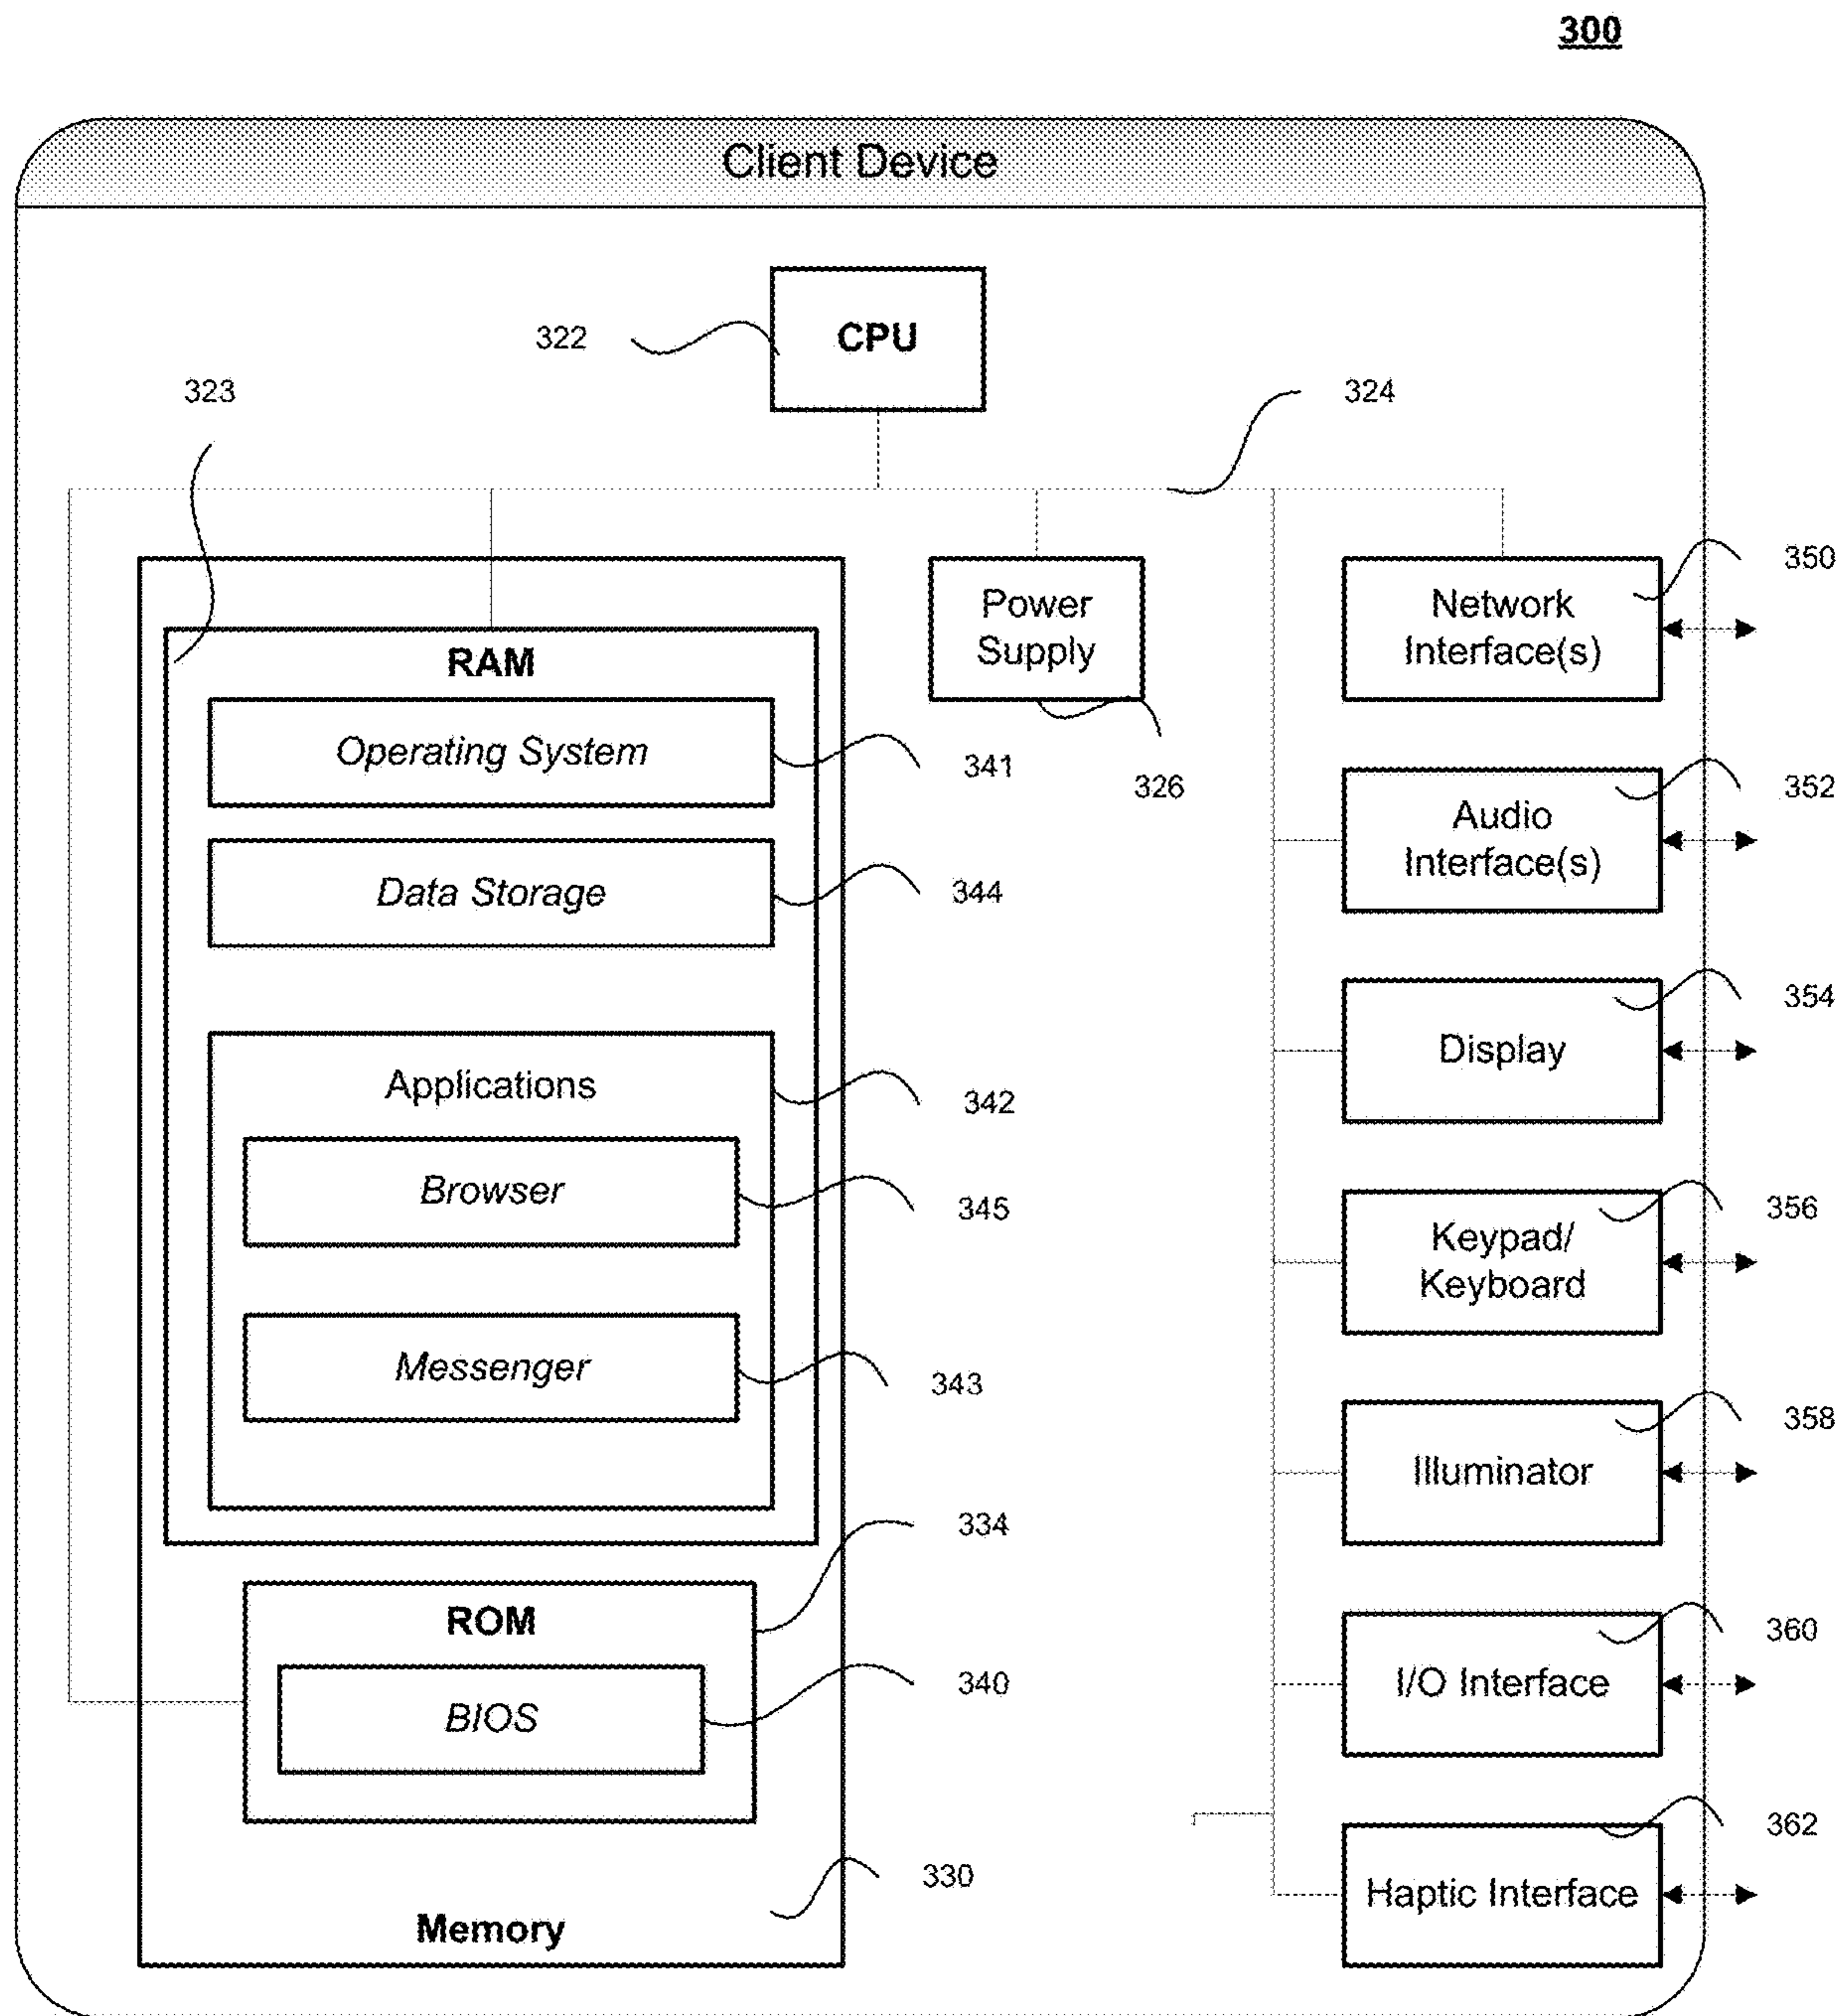 300
Client Device
CPU
322
323
324
RAM
Operating System
341
Data Storage
344
Applications
342
Browser
345
Messenger
343
334
ROM
BIOS
340
330
Memory
Power
Supply
326
Network
Interface(s)
350
Audio
Interface(s)
352
Display
354
Keypad/
Keyboard
356
Illuminator
358
I/O Interface
360
Haptic Interface
362